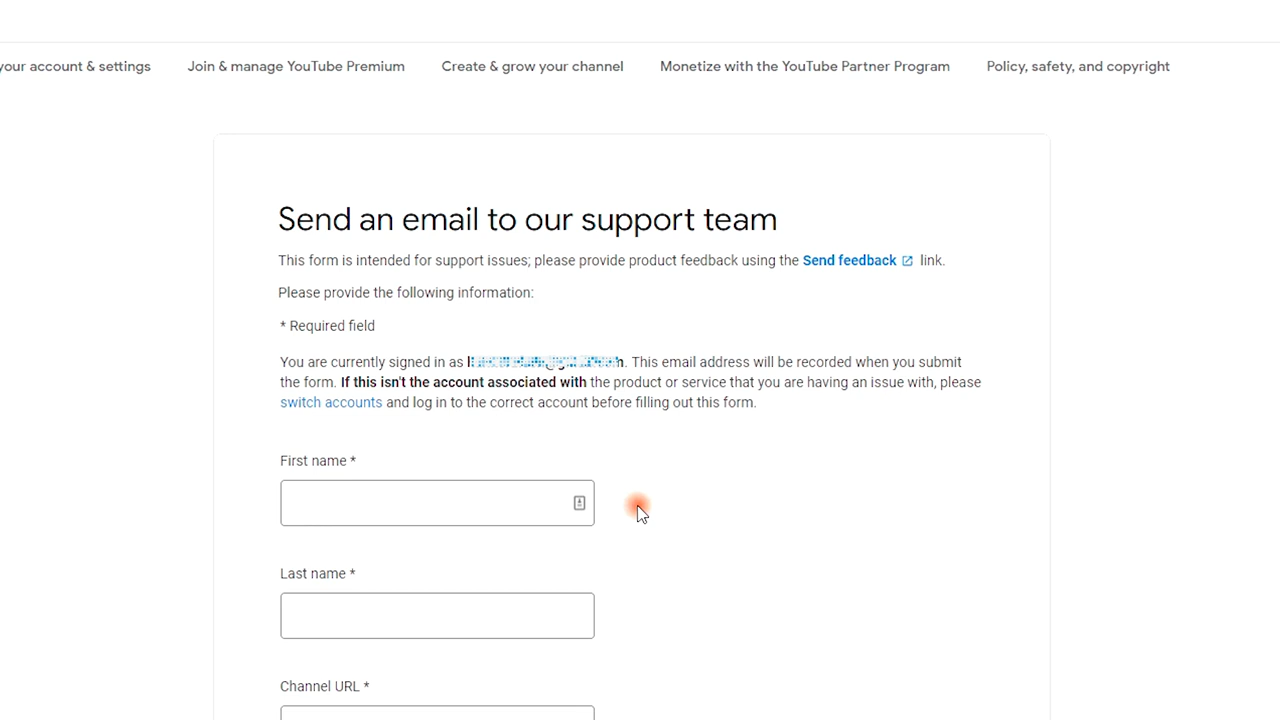 your account & settings Join & manage YouTube Premium Create & grow your channel Monetize with the YouTube Partner Program Policy, safety, and copyright
Send an email to our support team
This form is intended for support issues; please provide product feedback using the Send feedback link.
Please provide the following information:
* Required field
You are currently signed in as . This email address will be recorded when you submit
the form. If this isn't the account associated with the product or service that you are having an issue with, please
switch accounts and log in to the correct account before filling out this form.
First name *
Last name *
Channel URL *